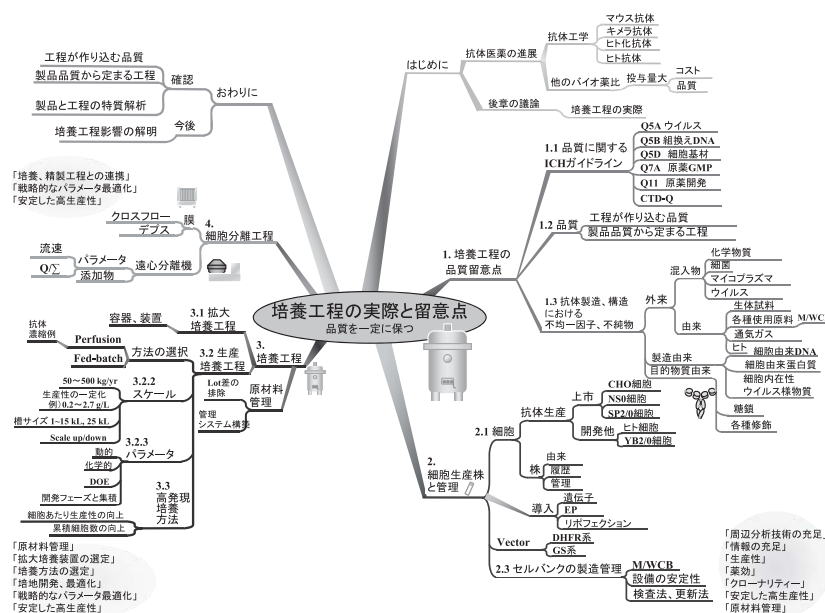 培養工程の実際と留意点
品質を一定に保つ
はじめに
抗体医薬の進展
抗体工学
マウス抗体
キメラ抗体
ヒト化抗体
ヒト抗体
他のバイオ薬比
投与量大
コスト
品質
後章の議論
培養工程の実際
1. 培養工程の
品質留意点
1.1 品質に関する
ICHガイドライン
Q5A ウイルス
Q5B 組換えDNA
Q5D 細胞基材
Q7A 原薬GMP
Q11 原薬開発
CTD-Q
1.2 品質
工程が作り込む品質
製品品質から定まる工程
1.3 抗体製造、構造
における
不均一因子、不純物
外来
混入物
化学物質
細菌
マイコプラズマ
ウイルス
由来
生体試料
各種使用原料
M/WC
通気ガス
ヒト
製造由来
細胞由来DNA
細胞由来蛋白質
細胞内在性
ウイルス様物質
目的物質由来
糖鎖
各種修飾
2.
細胞生産株
と管理
2.1 細胞
抗体生産
上市
CHO細胞
NS0細胞
SP2/0細胞
開発他
ヒト細胞
YB2/0細胞
株
由来
履歴
管理
導入
遺伝子
EP
リポフェクション
Vector
DHFR系
GS系
2.3 セルバンクの製造管理
M/WCB
設備の安定性
検査法、更新法
「周辺分析技術の充足」
「情報の充足」
「生産性」
「薬効」
「クローナリティー」
「安定した高生産性」
「原材料管理」
3.
培養工程
3.1 拡大
培養工程
容器、装置
3.2 生産
培養工程
方法の選択
抗体
濃縮例
Perfusion
Fed-batch
3.2.2
スケール
50～500 kg/yr
生産性の一定化
例）0.2～2.7 g/L
槽サイズ 1~15 kL, 25 kL
Scale up/down
3.2.3
パラメータ
動的
化学的
DOE
開発フェーズと集積
3.3
高発現
培養
方法
細胞あたり生産性の向上
累積細胞数の向上
原材料
管理
Lot差の
排除
管理
システム構築
「原材料管理」
「拡大培養装置の選定」
「培養方法の選定」
「培地開発、最適化」
「戦略的なパラメータ最適化」
「安定した高生産性」
4.
細胞分離工程
膜
クロスフロー
デプス
遠心分離機
パラメータ
流速
Q/∑
添加物
「培養、精製工程との連携」
「戦略的なパラメータ最適化」
「安定した高生産性」
おわりに
確認
工程が作り込む品質
製品品質から定まる工程
製品と工程の特質解析
今後
培養工程影響の解明